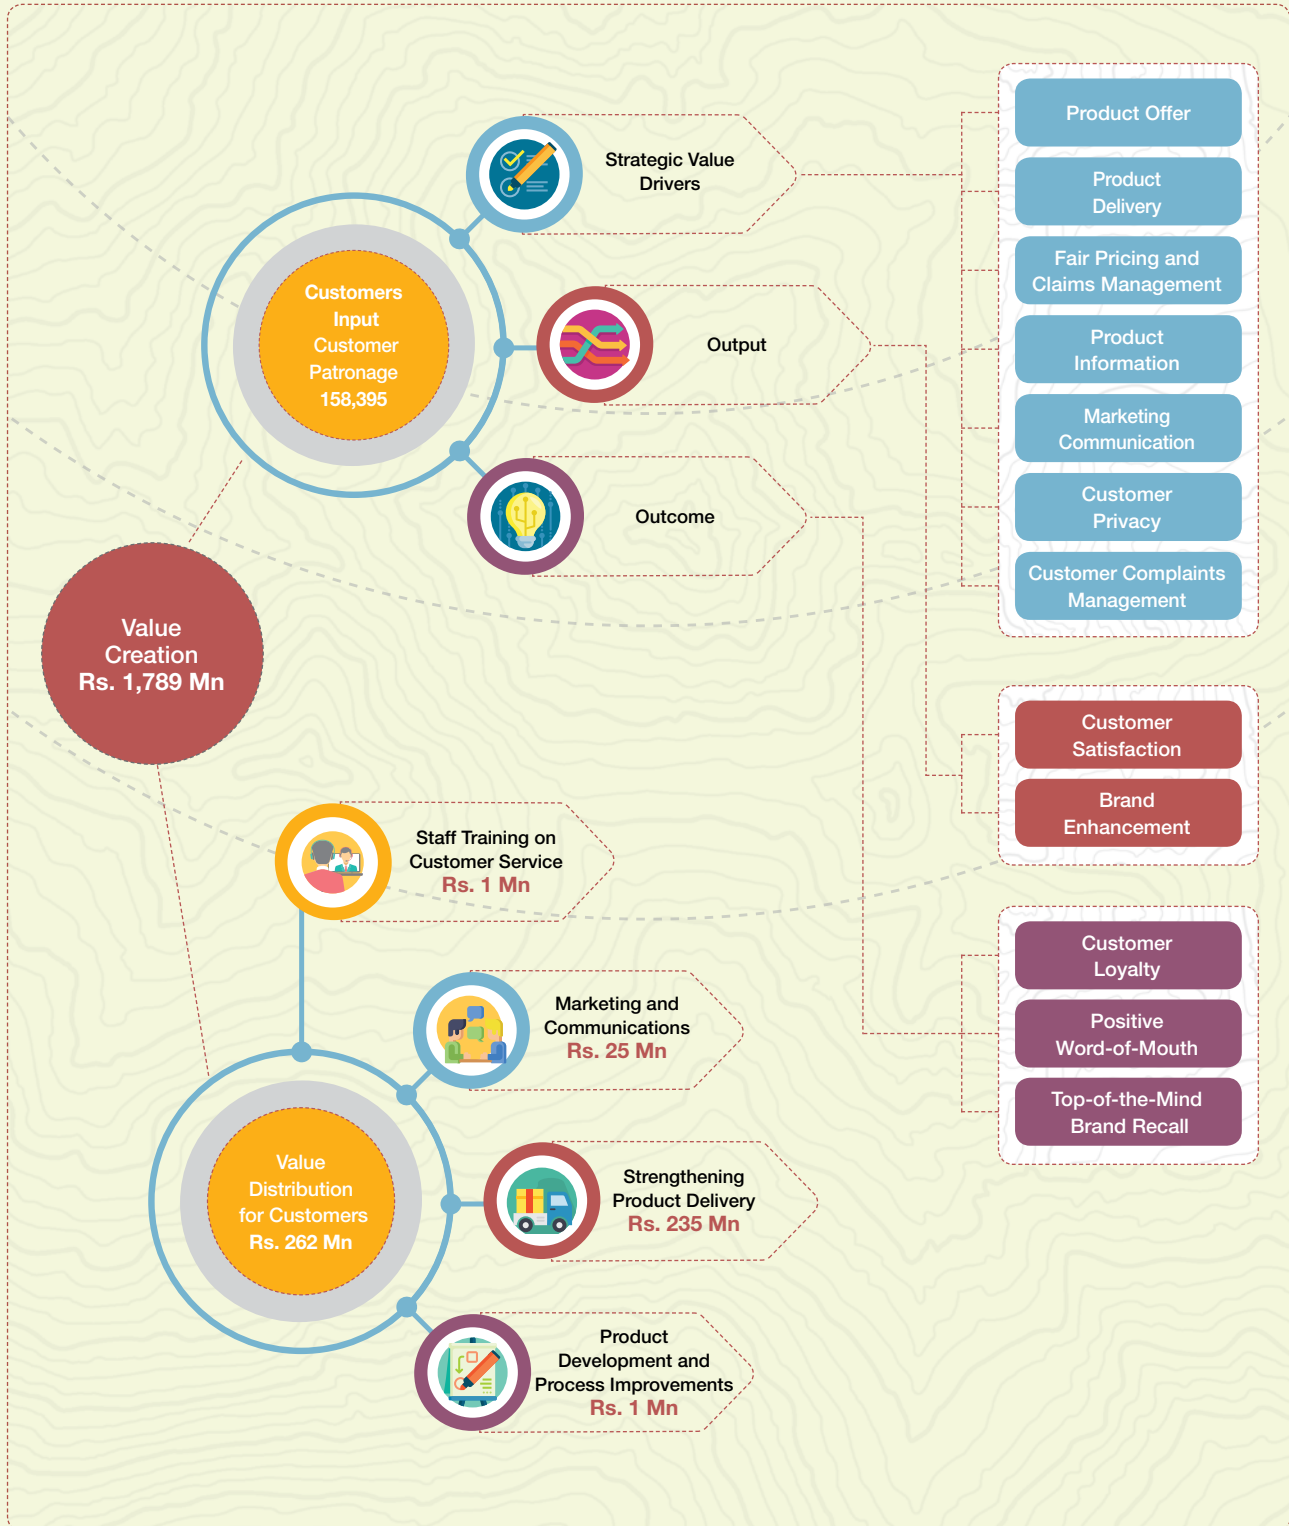 Strategic Value
Drivers
Product Offer
Product
Delivery
Fair Pricing and
Claims Management
Product
Information
Marketing
Communication
Customer
Privacy
Customer Complaints
Management
Customers
Input
Customer
Patronage
158,395
Output
Outcome
Value
Creation
Rs. 1,789 Mn
Customer
Satisfaction
Brand
Enhancement
Customer
Loyalty
Positive
Word-of-Mouth
Top-of-the-Mind
Brand Recall
Staff Training on
Customer Service
Rs. 1 Mn
Marketing and
Communications
Rs. 25 Mn
Value
Distribution
for Customers
Rs. 262 Mn
Strengthening
Product Delivery
Rs. 235 Mn
Product
Development and
Process Improvements
Rs. 1 Mn